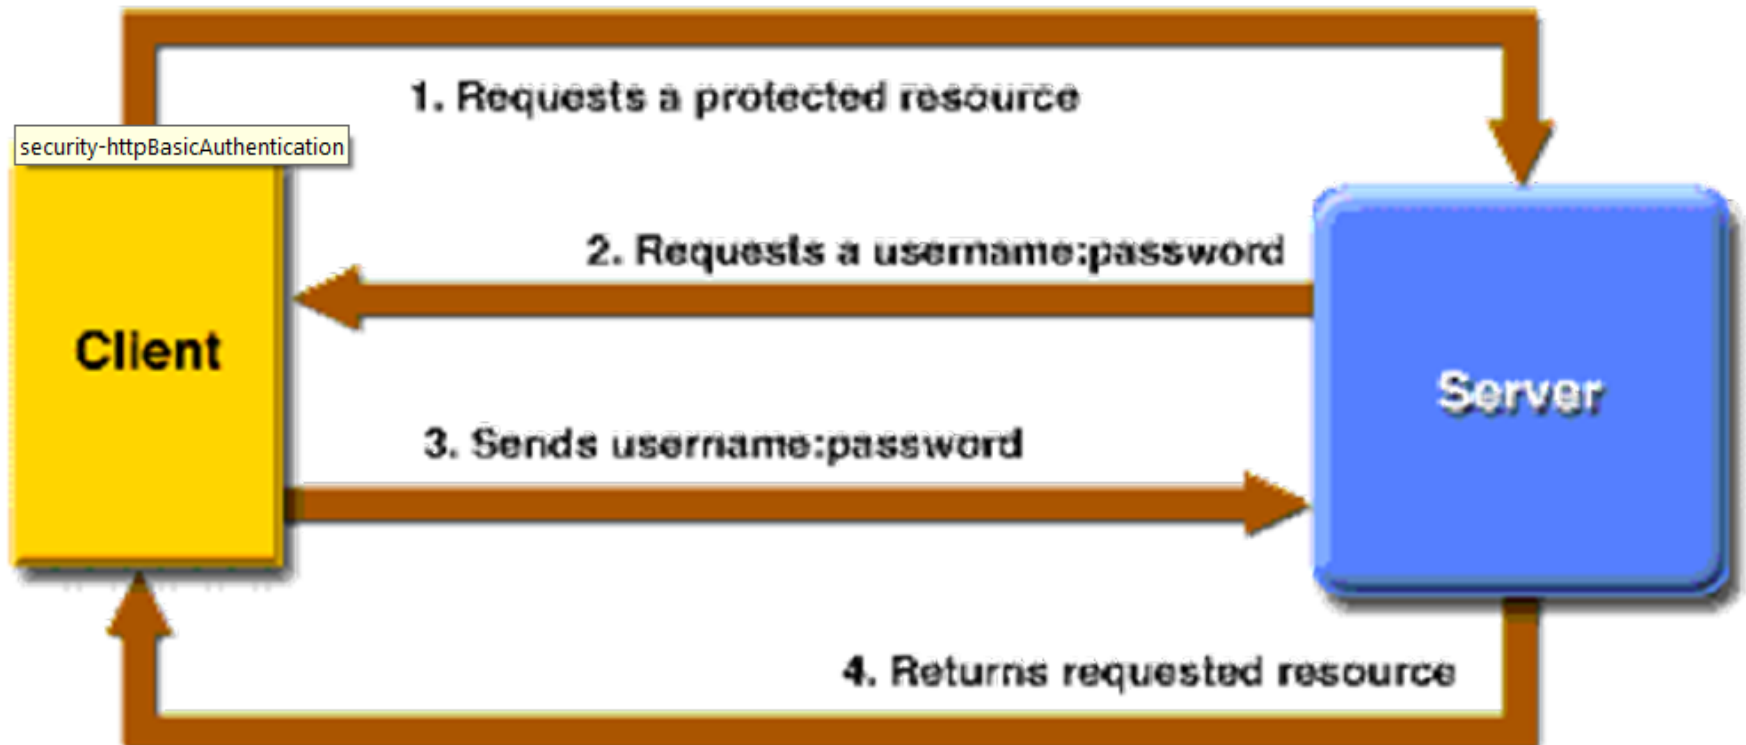 1. Requests a protected resource
security-httpBasicAuthentication
2. Requests a username:password
Client
Server
3. Sends username:password
4. Returns requested resource